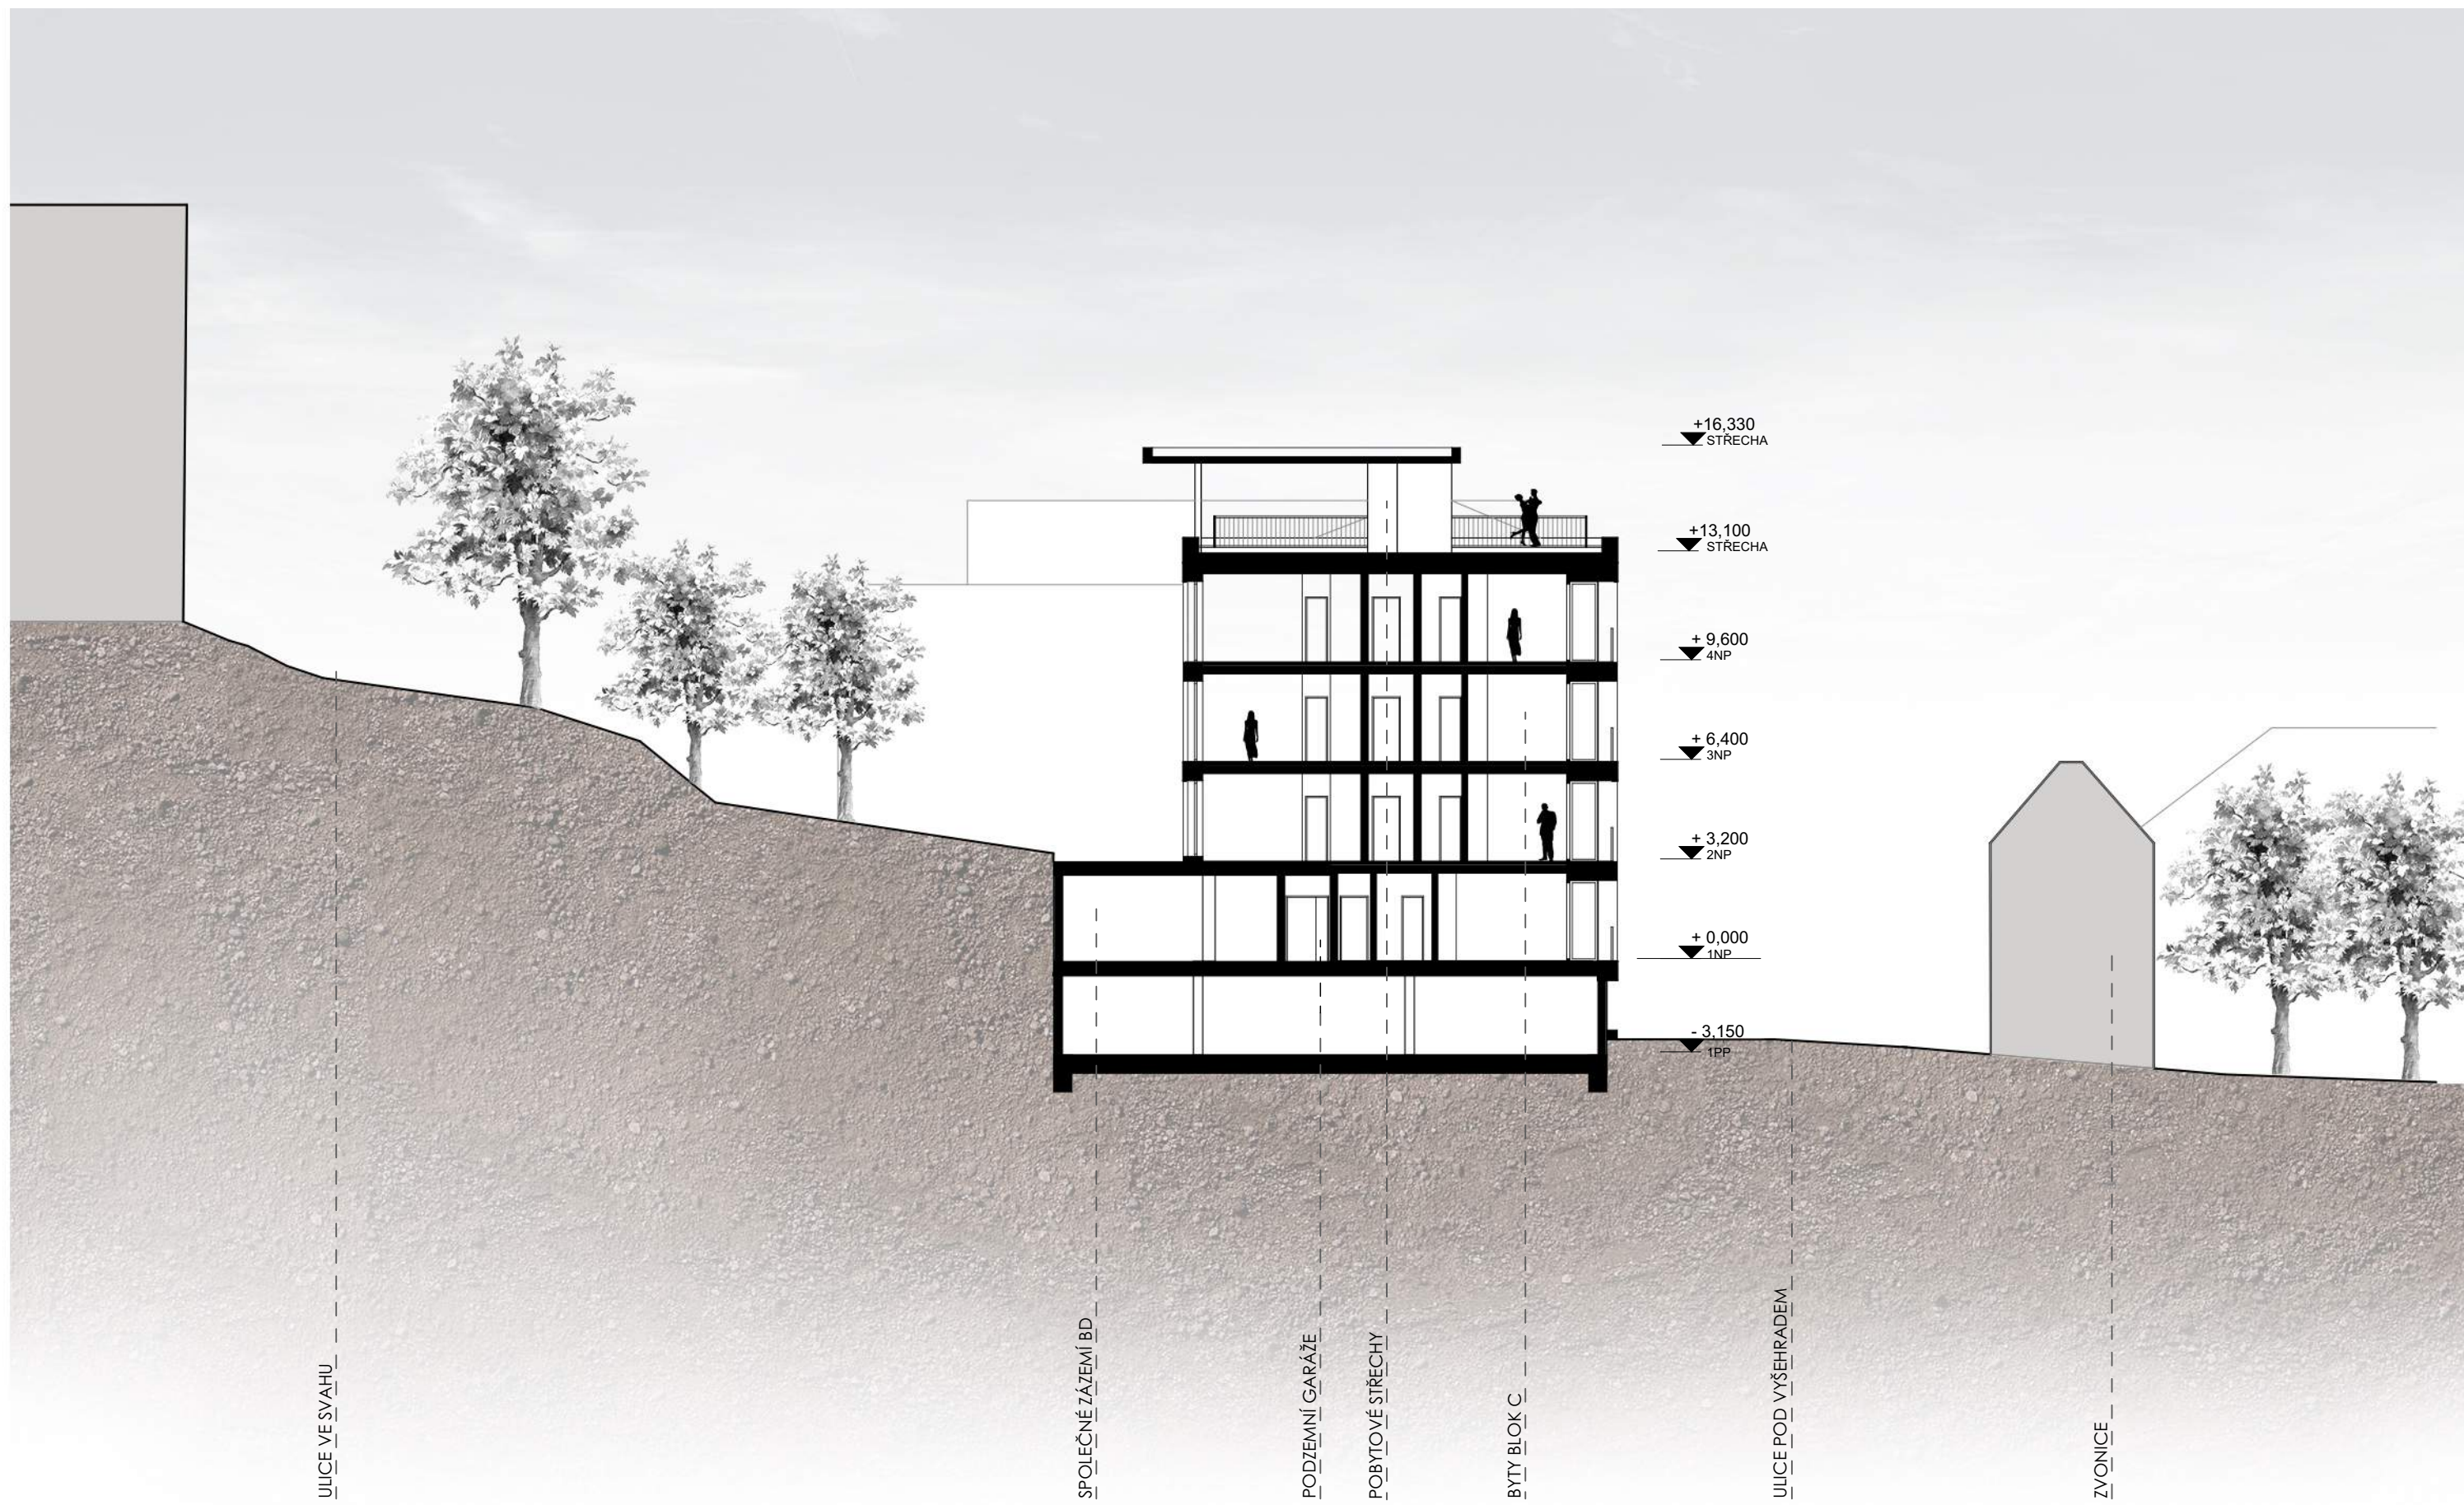 +16,330
STŘECHA
+13,100
STŘECHA
+ 9,600
4NP
+ 6,400
3NP
+ 3,200
2NP
+ 0,000
1NP
- 3,150
1PP
ULICE VE SVAHU
SPOLEČNÉ ZÁZEMÍ BD
PODZEMNÍ GARÁŽE
POBYTOVÉ STŘECHY
BYTY BLOK C
ULICE POD VYŠEHRADEM
ZVONICE